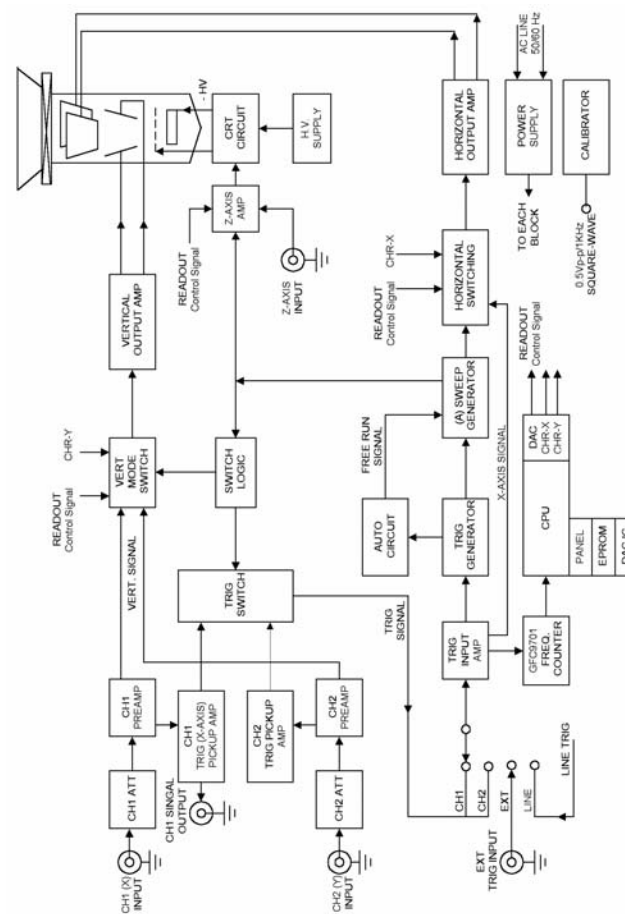 CH1 (X)
INPUT
CH1 ATT
CH1
PREAMP
VERT. SIGNAL
READOUT
Control Signal
CHR-Y
VERT
MODE
SWITCH
VERTICAL
OUTPUT AMP
CH1
TRIG (X-AXIS)
PICKUP AMP
CH1 SINGAL
OUTPUT
TRIG
SWITCH
SWITCH
LOGIC
READOUT
Control Signal
Z-AXIS
AMP
Z-AXIS
INPUT
CRT
CIRCUIT
- HV
H.V.
SUPPLY
CH2
TRIG PICKUP
AMP
CH2 (Y)
INPUT
CH2 ATT
CH2
PREAMP
TRIG
SIGNAL
AUTO
CIRCUIT
FREE RUN
SIGNAL
CH1
CH2
EXT
LINE
EXT
TRIG INPUT
LINE TRIG
TRIG
INPUT
AMP
TRIG
GENERATOR
(A) SWEEP
GENERATOR
READOUT
Control Signal
CHR-X
HORIZONTAL
SWITCHING
HORIZONTAL
OUTPUT AMP
X-AXIS SIGNAL
GFC9701
FREQ.
COUNTER
CPU
DAC
CHR-X
CHR-Y
READOUT
Control Signal
PANEL
EPROM
TO EACH
BLOCK
POWER
SUPPLY
AC LINE
50/60 Hz
0.5Vp-p/1KHz
SQUARE-WAVE
CALIBRATOR